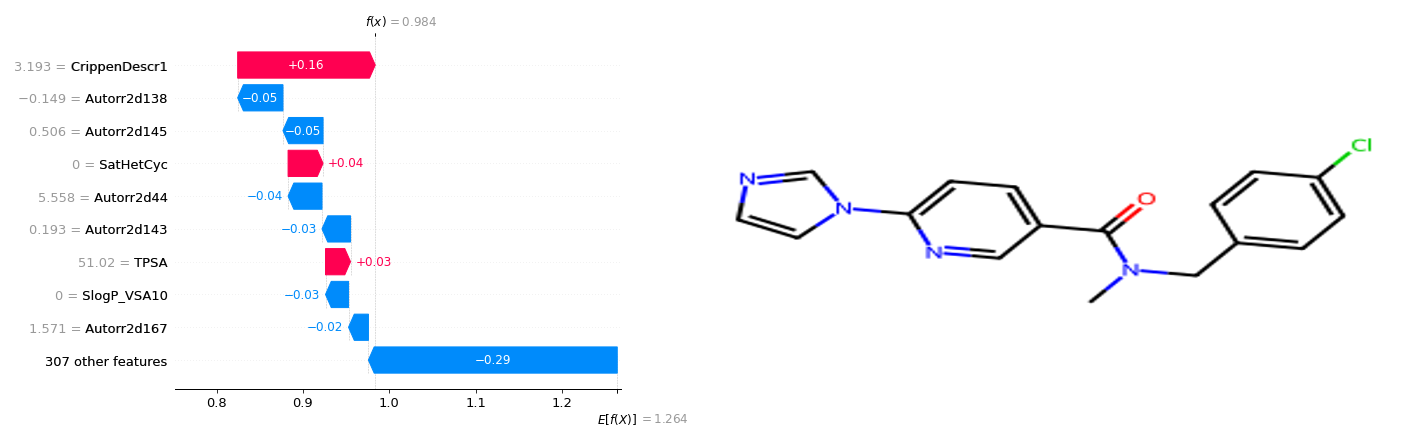 f(x) = 0.984
3.193 = CrippenDescr1
+0.16
−0.149 = Autorr2d138
−0.05
0.506 = Autorr2d145
−0.05
0 = SatHetCyc
+0.04
5.558 = Autorr2d44
−0.04
0.193 = Autorr2d143
−0.03
51.02 = TPSA
+0.03
0 = SlogP_VSA10
−0.03
1.571 = Autorr2d167
−0.02
307 other features
−0.29
0.8 0.9 1.0 1.1 1.2
E[f(X)] = 1.264
Cl
N
N
O
N
N